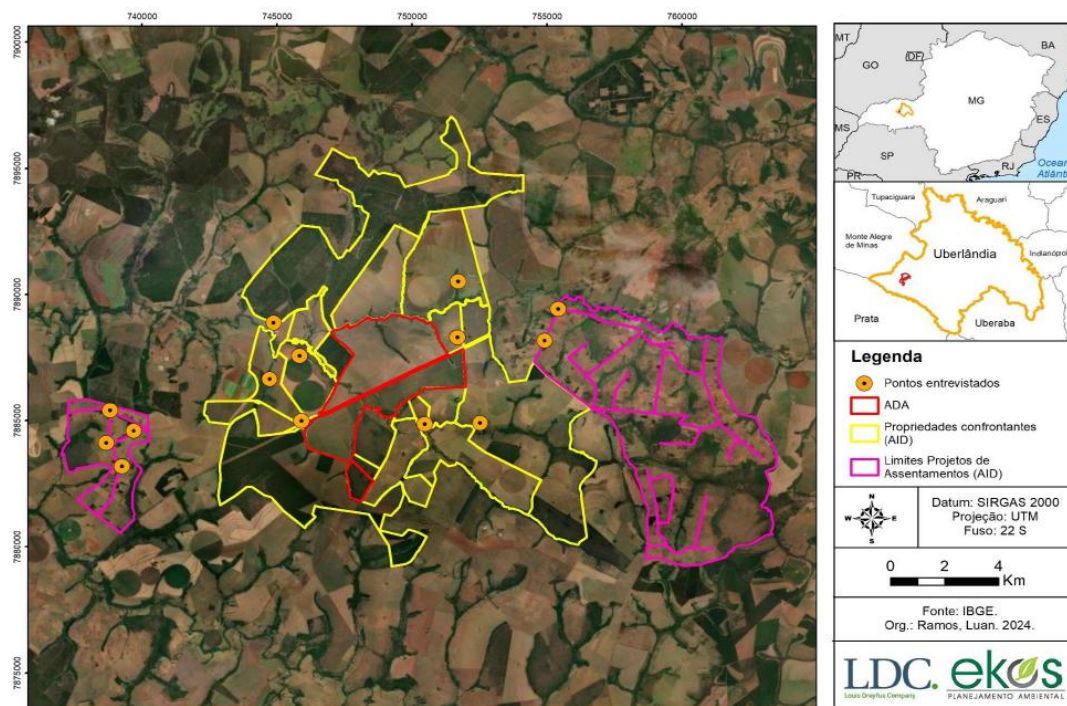 740000
745000
750000
755000
760000
7900000
7895000
7890000
7885000
7880000
7875000
MT
GO
(DF)
BA
MG
MS
ES
SP
RJ
PR
Ocean
Atlânti
Tupaciguara
Araguari
Monte Alegre
de Minas
Uberlândia
Indianópol
Prata
Uberaba
Legenda
Pontos entrevistados
ADA
Propriedades confrontantes
(AID)
Limites Projetos de
Assentamentos (AID)
N
W E
S
Datum: SIRGAS 2000
Projeção: UTM
Fuso: 22 S
0 2 4
Km
Fonte: IBGE.
Org.: Ramos, Luan. 2024.
LDC.
Louis Dreyfus Company
ekos
PLANEJAMENTO AMBIENTAL